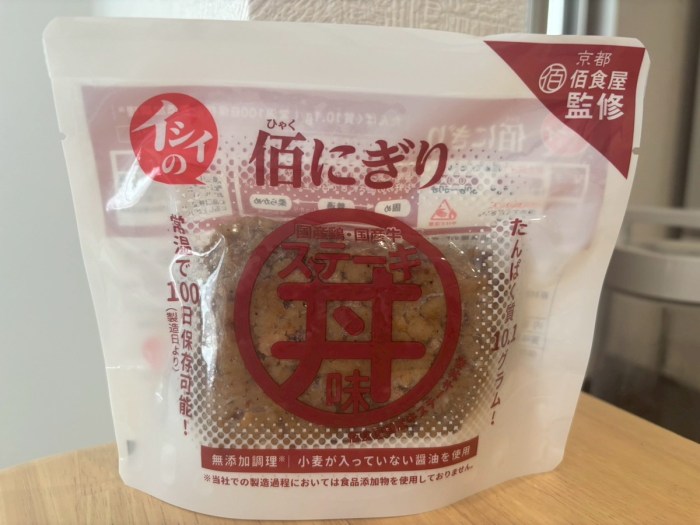 京都
佰 佰食屋
監修
イシイの
ひゃく
佰にぎり
常温で100日保存可能！
（製造日より）
たんぱく質10.1グラム！
国産米・国産牛
ステーキ
丼
味
無添加調理※ 小麦が入っていない醤油を使用
※当社での製造過程においては食品添加物を使用しておりません。